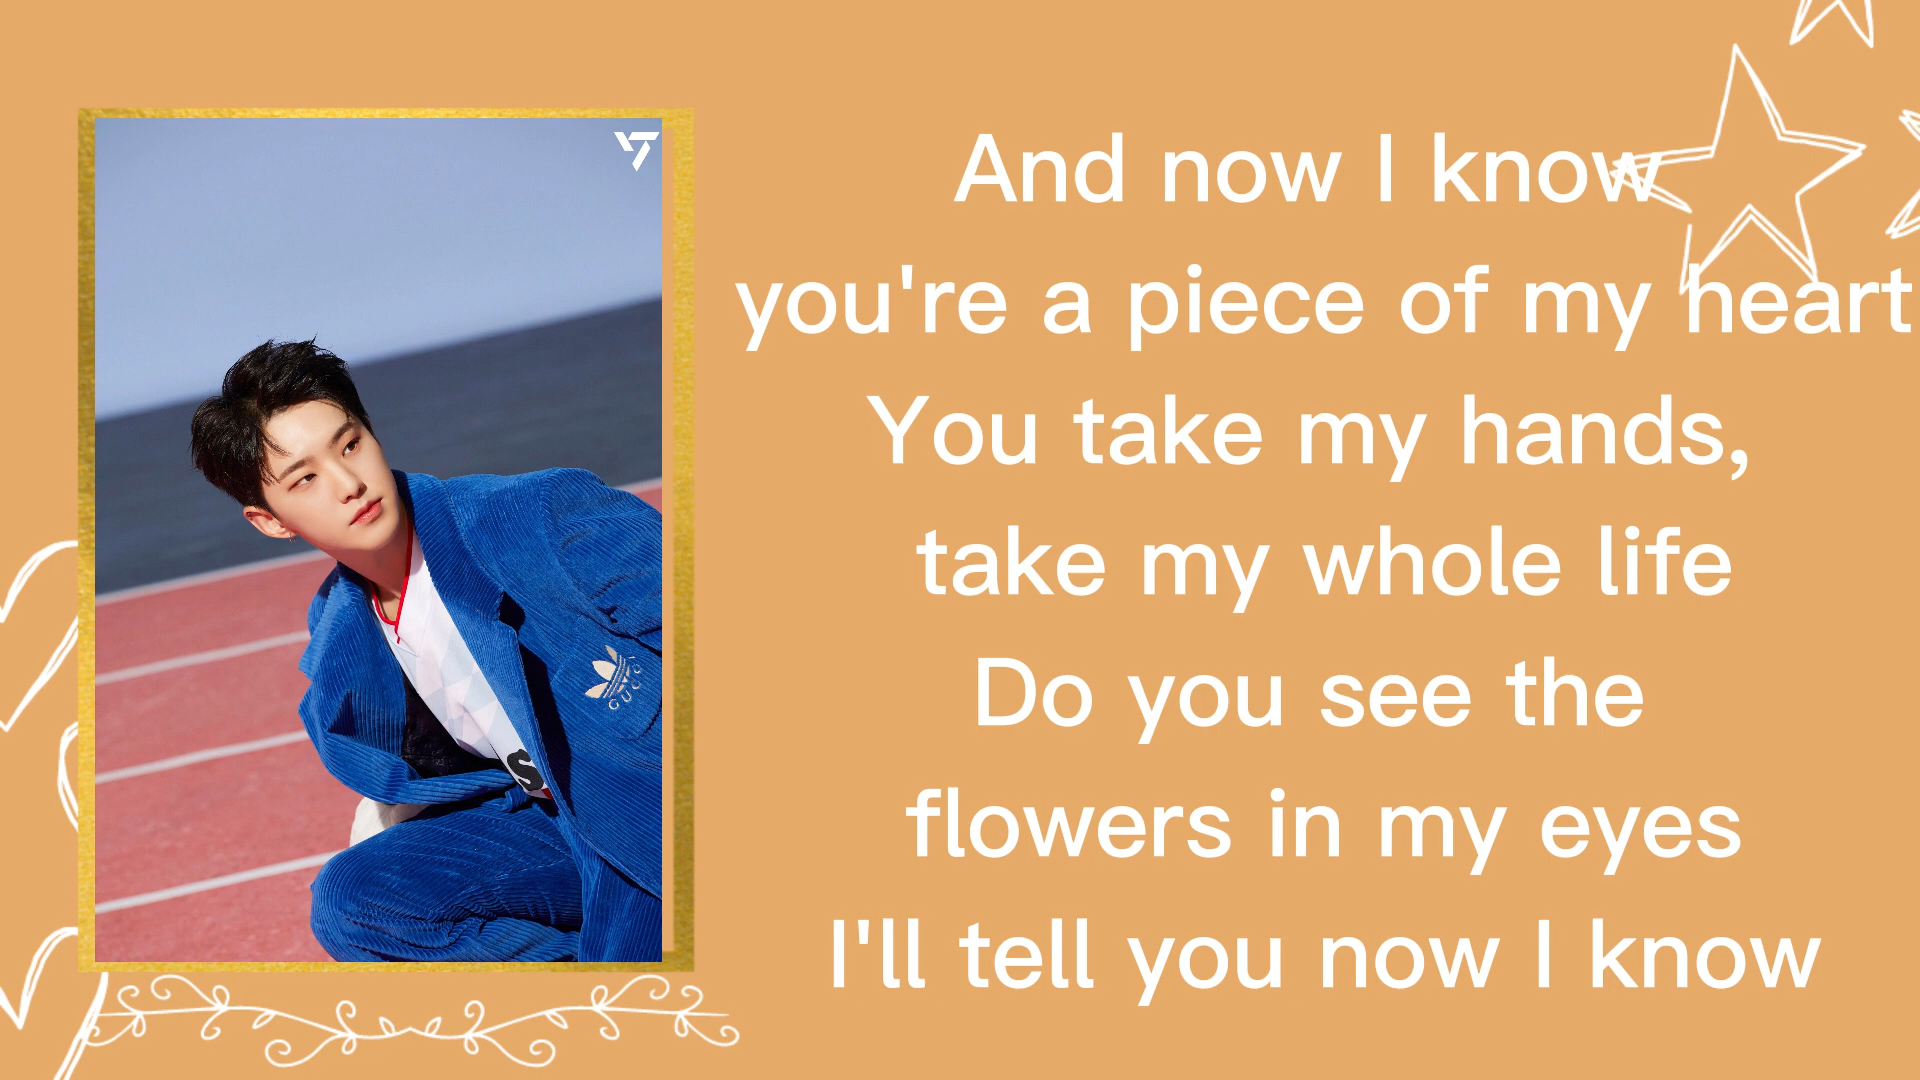 And now I know
you're a piece of my heart
You take my hands,
take my whole life
Do you see the
flowers in my eyes
I'll tell you now I know
GUCCI
S